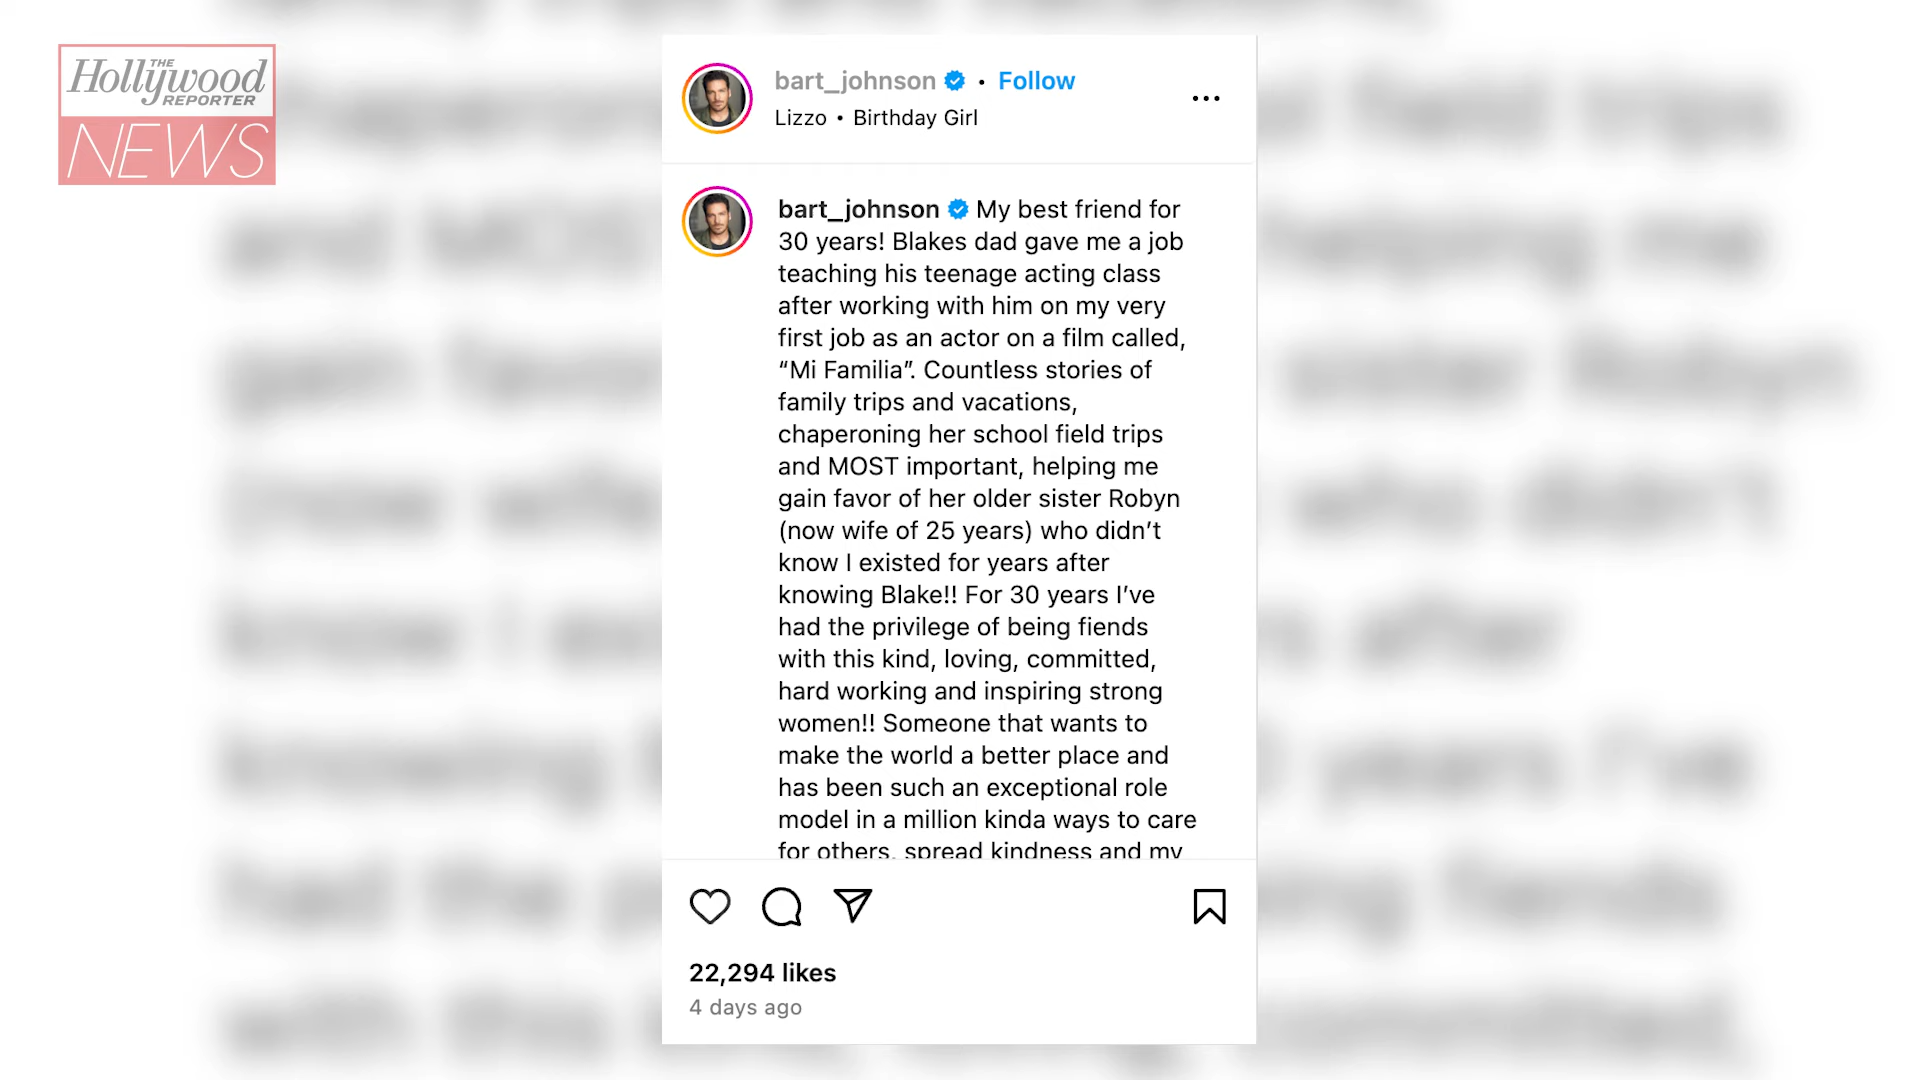 THE
Hollywood
REPORTER
NEWS
bart_johnson • Follow
Lizzo • Birthday Girl
bart_johnson My best friend for
30 years! Blakes dad gave me a job
teaching his teenage acting class
after working with him on my very
first job as an actor on a film called,
“Mi Familia”. Countless stories of
family trips and vacations,
chaperoning her school field trips
and MOST important, helping me
gain favor of her older sister Robyn
(now wife of 25 years) who didn’t
know I existed for years after
knowing Blake!! For 30 years I’ve
had the privilege of being fiends
with this kind, loving, committed,
hard working and inspiring strong
women!! Someone that wants to
make the world a better place and
has been such an exceptional role
model in a million kinda ways to care
for others, spread kindness and my
22,294 likes
4 days ago